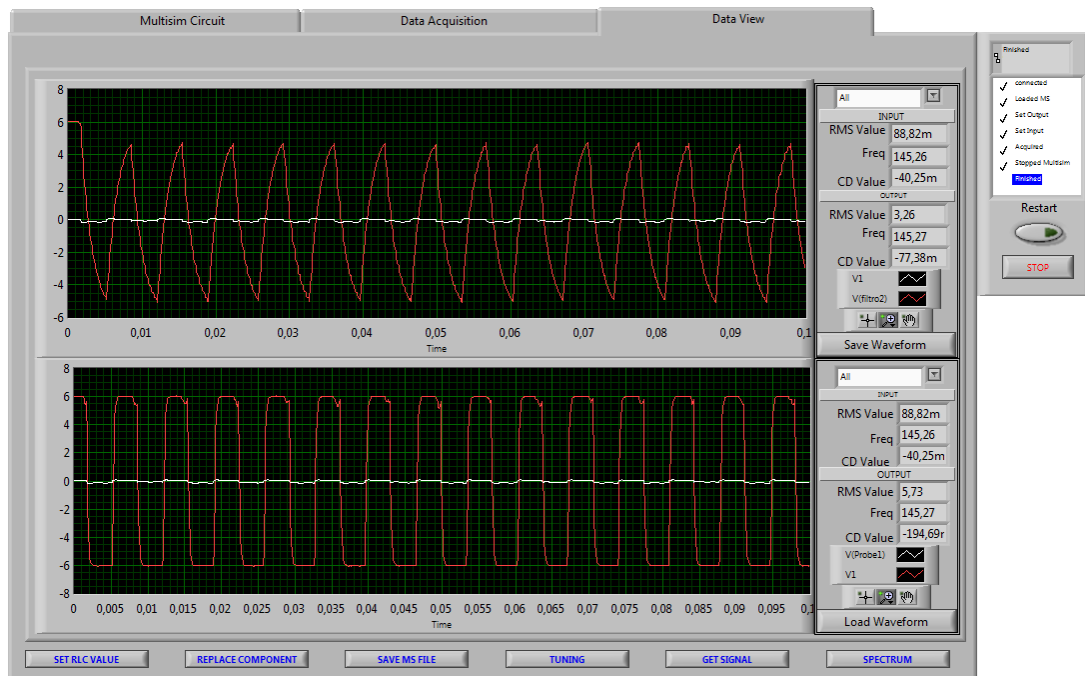 Multisim Circuit
Data Acquisition
Data View
8
6
4
2
0
-2
-4
-6
0
0,01
0,02
0,03
0,04
0,05
0,06
0,07
0,08
0,09
0,1
Time
All
INPUT
RMS Value 88,82m
Freq 145,26
CD Value -40,25m
OUTPUT
RMS Value 3,26
Freq 145,27
CD Value -77,38m
V1
V(filtro2)
Save Waveform
8
6
4
2
0
-2
-4
-6
-8
0
0,005
0,01
0,015
0,02
0,025
0,03
0,035
0,04
0,045
0,05
0,055
0,06
0,065
0,07
0,075
0,08
0,085
0,09
0,095
0,1
Time
All
INPUT
RMS Value 88,82m
Freq 145,26
CD Value -40,25m
OUTPUT
RMS Value 5,73
Freq 145,27
CD Value -194,69r
V(Probe1)
V1
Load Waveform
SET RLC VALUE
REPLACE COMPONENT
SAVE MS FILE
TUNING
GET SIGNAL
SPECTRUM
Finished
connected
Loaded MS
Set Output
Set Input
Acquired
Stopped Multisim
Finished
Restart
STOP